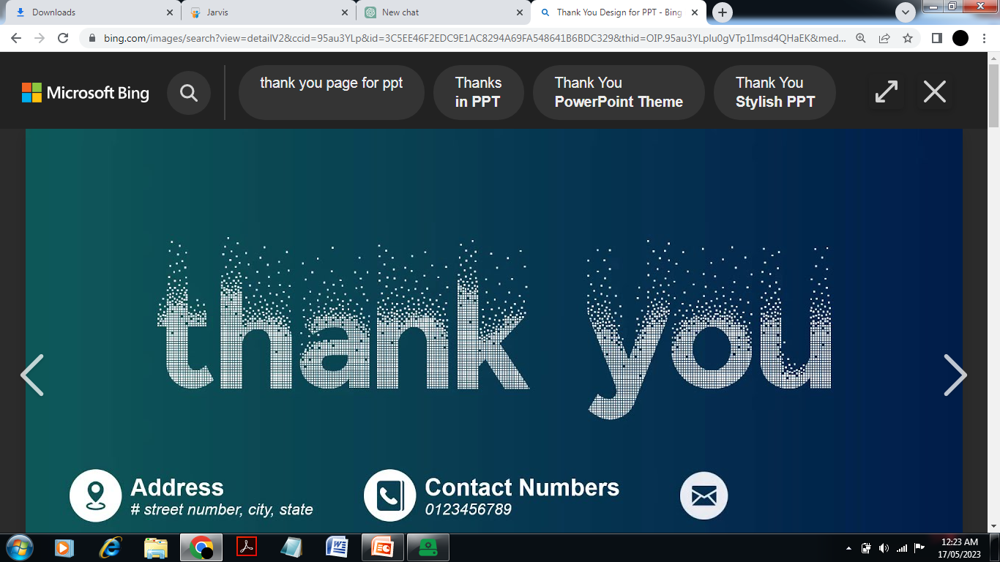 Downloads
Jarvis
New chat
Thank You Design for PPT - Bing
bing.com/images/search?view=detailV2&ccid=95au3YLp&id=3C5EE46F2EDC9E1AC8294A69FA548641B6BDC329&thid=OIP.95au3YLpIu0gVTp1Imsd4QHaEK&med...
Microsoft Bing
thank you page for ppt
Thanks
in PPT
Thank You
PowerPoint Theme
Thank You
Stylish PPT
thank you
Address
# street number, city, state
Contact Numbers
0123456789
12:23 AM
17/05/2023